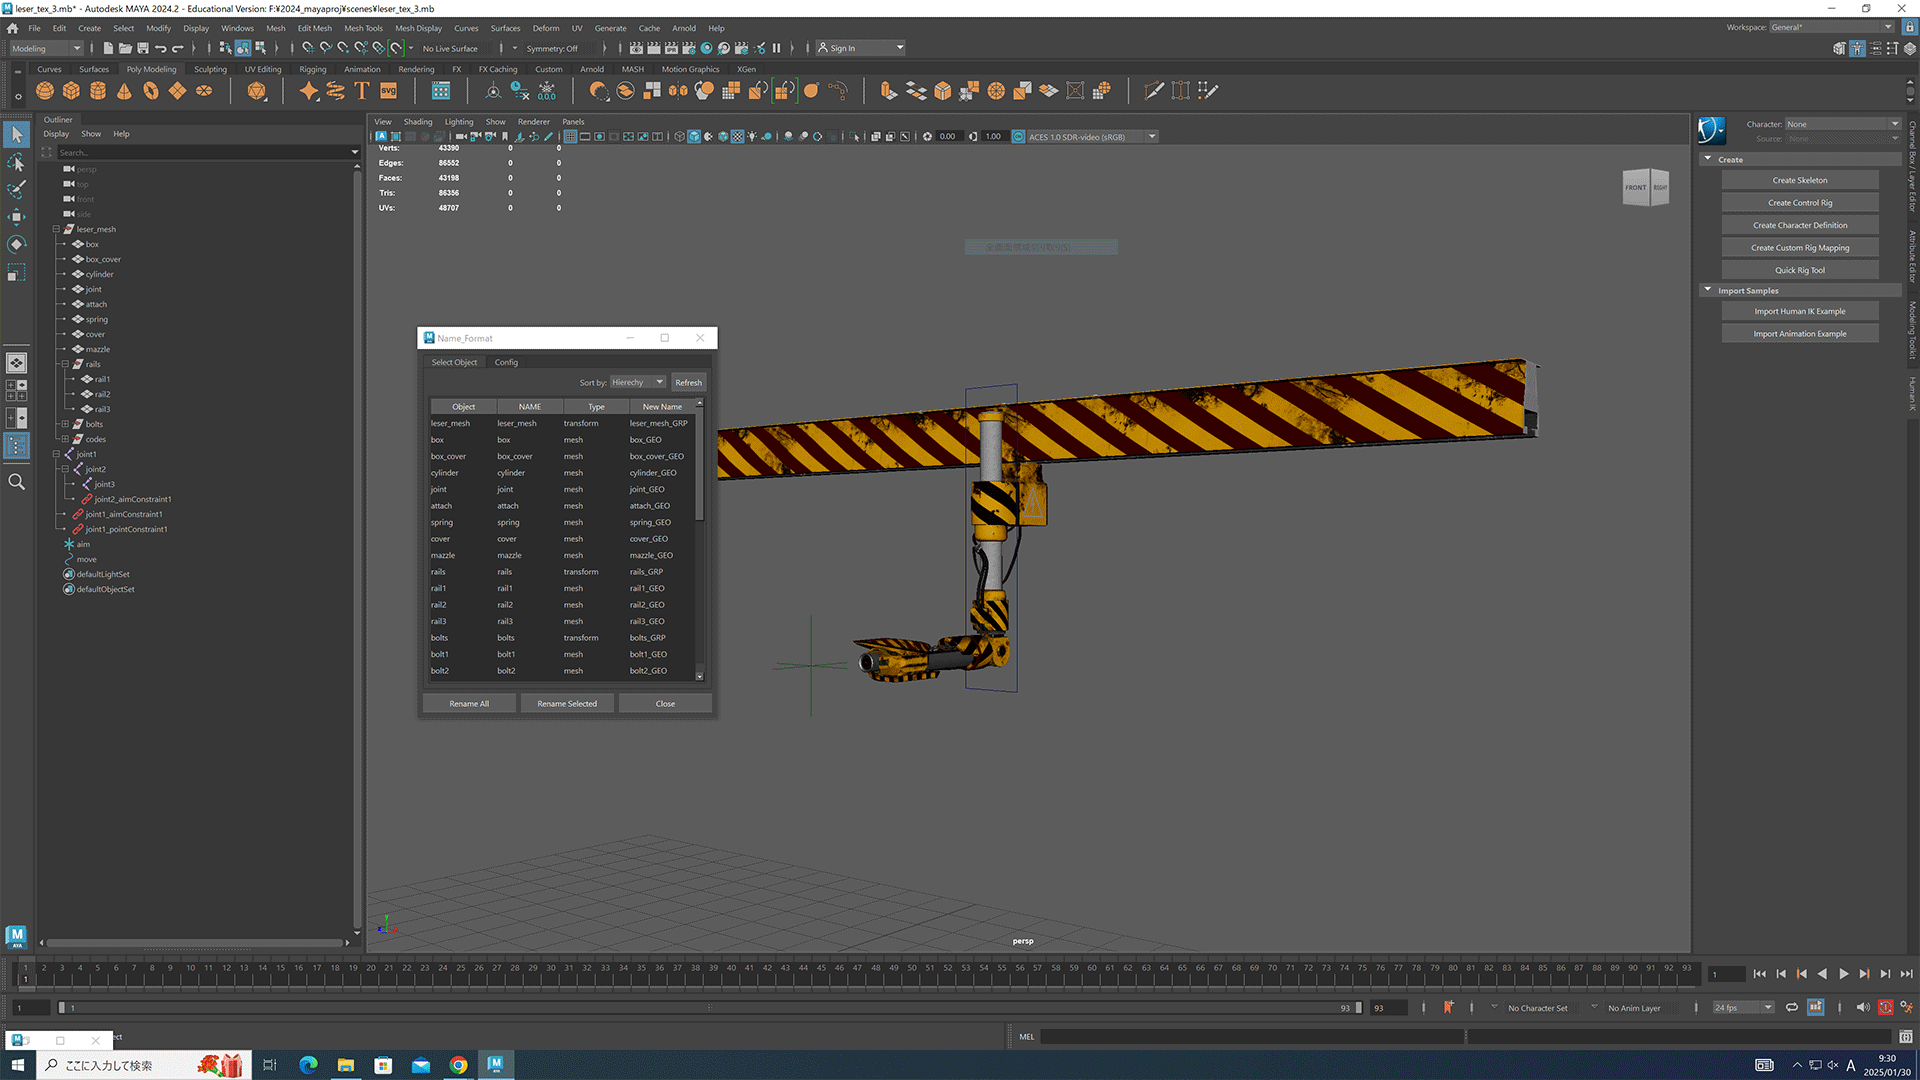 leser_tex_3.mb* - Autodesk MAYA 2024.2 - Educational Version: F:¥2024_mayaproj¥scenes¥leser_tex_3.mb
File Edit Create Select Modify Display Windows Mesh Edit Mesh Mesh Tools Mesh Display Curves Surfaces Deform UV Generate Cache Arnold Help
Workspace: General*
Modeling No Live Surface Symmetry: Off Sign In
Curves Surfaces Poly Modeling Sculpting UV Editing Rigging Animation Rendering FX FX Caching Custom Arnold MASH Motion Graphics XGen
T SVG 0,0,0
Outliner
Display Show Help
Search...
persp
top
front
side
leser_mesh
box
box_cover
cylinder
joint
attach
spring
cover
mazzle
rails
rail1
rail2
rail3
bolts
codes
joint1
joint2
joint3
joint2_aimConstraint1
joint1_aimConstraint1
joint1_pointConstraint1
aim
move
defaultLightSet
defaultObjectSet
View Shading Lighting Show Renderer Panels
0.00 1.00 ACES 1.0 SDR-video (sRGB)
Verts: 43390 0 0
Edges: 86552 0 0
Faces: 43198 0 0
Tris: 86356 0 0
UVs: 48707 0 0
FRONT RIGHT
Name_Format
Select Object Config
Sort by: Hierechy Refresh
Object NAME Type New Name
leser_mesh leser_mesh transform leser_mesh_GRP
box box mesh box_GEO
box_cover box_cover mesh box_cover_GEO
cylinder cylinder mesh cylinder_GEO
joint joint mesh joint_GEO
attach attach mesh attach_GEO
spring spring mesh spring_GEO
cover cover mesh cover_GEO
mazzle mazzle mesh mazzle_GEO
rails rails transform rails_GRP
rail1 rail1 mesh rail1_GEO
rail2 rail2 mesh rail2_GEO
rail3 rail3 mesh rail3_GEO
bolts bolts transform bolts_GRP
bolt1 bolt1 mesh bolt1_GEO
bolt2 bolt2 mesh bolt2_GEO
Rename All Rename Selected Close
persp
Character: None
Source: None
Create
Create Skeleton
Create Control Rig
Create Character Definition
Create Custom Rig Mapping
Quick Rig Tool
Import Samples
Import Human IK Example
Import Animation Example
Channel Box / Layer Editor
Attribute Editor
Modeling Toolkit
Human IK
1 2 3 4 5 6 7 8 9 10 11 12 13 14 15 16 17 18 19 20 21 22 23 24 25 26 27 28 29 30 31 32 33 34 35 36 37 38 39 40 41 42 43 44 45 46 47 48 49 50 51 52 53 54 55 56 57 58 59 60 61 62 63 64 65 66 67 68 69 70 71 72 73 74 75 76 77 78 79 80 81 82 83 84 85 86 87 88 89 90 91 92 93
1 1
1 1 93 93 No Character Set No Anim Layer 24 fps
MEL
ここに入力して検索
A 9:30
2025/01/30